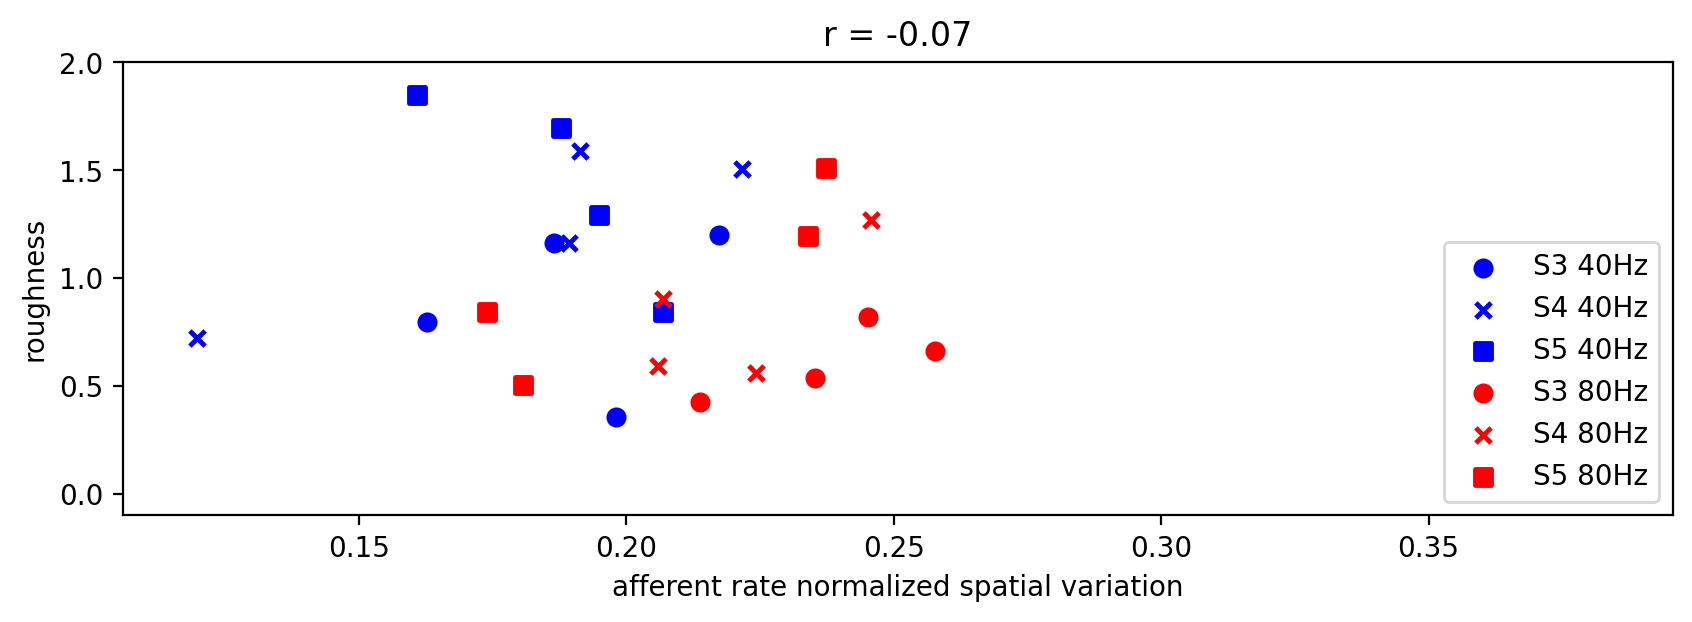 r = -0.07
2.0
1.5
1.0
0.5
0.0
roughness
S3 40Hz
S4 40Hz
S5 40Hz
S3 80Hz
S4 80Hz
S5 80Hz
0.15 0.20 0.25 0.30 0.35
afferent rate normalized spatial variation